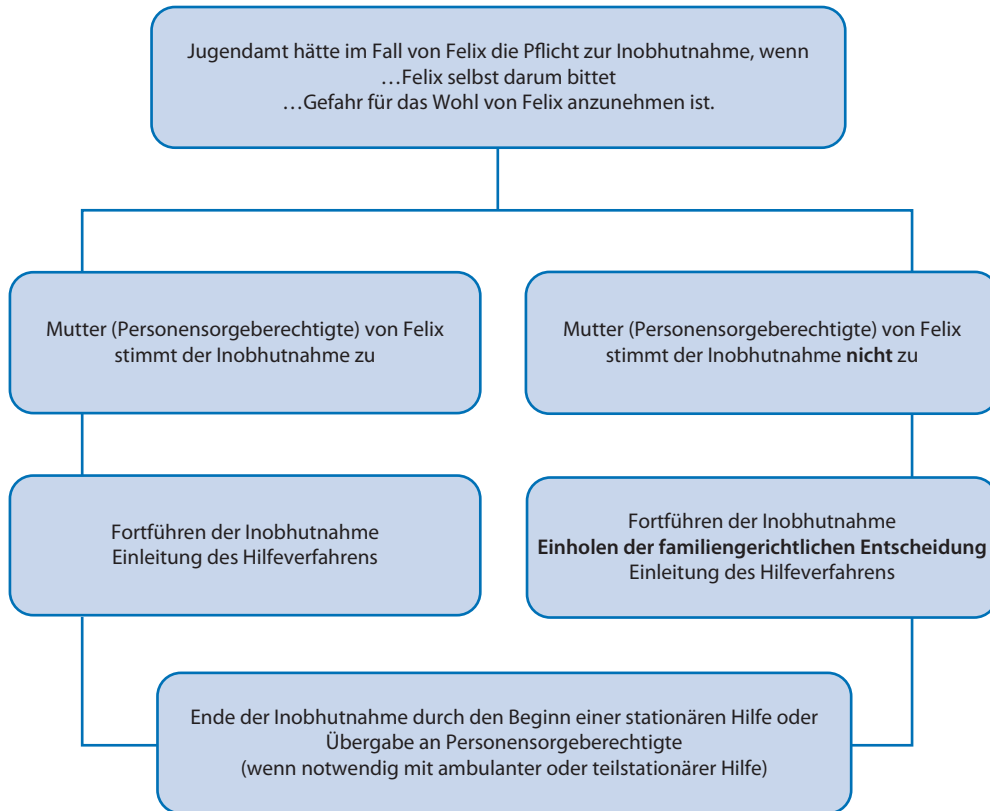 Jugendamt hätte im Fall von Felix die Pflicht zur Inobhutnahme, wenn
…Felix selbst darum bittet
…Gefahr für das Wohl von Felix anzunehmen ist.
Mutter (Personensorgeberechtigte) von Felix
stimmt der Inobhutnahme zu
Mutter (Personensorgeberechtigte) von Felix
stimmt der Inobhutnahme nicht zu
Fortführen der Inobhutnahme
Einleitung des Hilfeverfahrens
Fortführen der Inobhutnahme
Einholen der familiengerichtlichen Entscheidung
Einleitung des Hilfeverfahrens
Ende der Inobhutnahme durch den Beginn einer stationären Hilfe oder
Übergabe an Personensorgeberechtigte
(wenn notwendig mit ambulanter oder teilstationärer Hilfe)